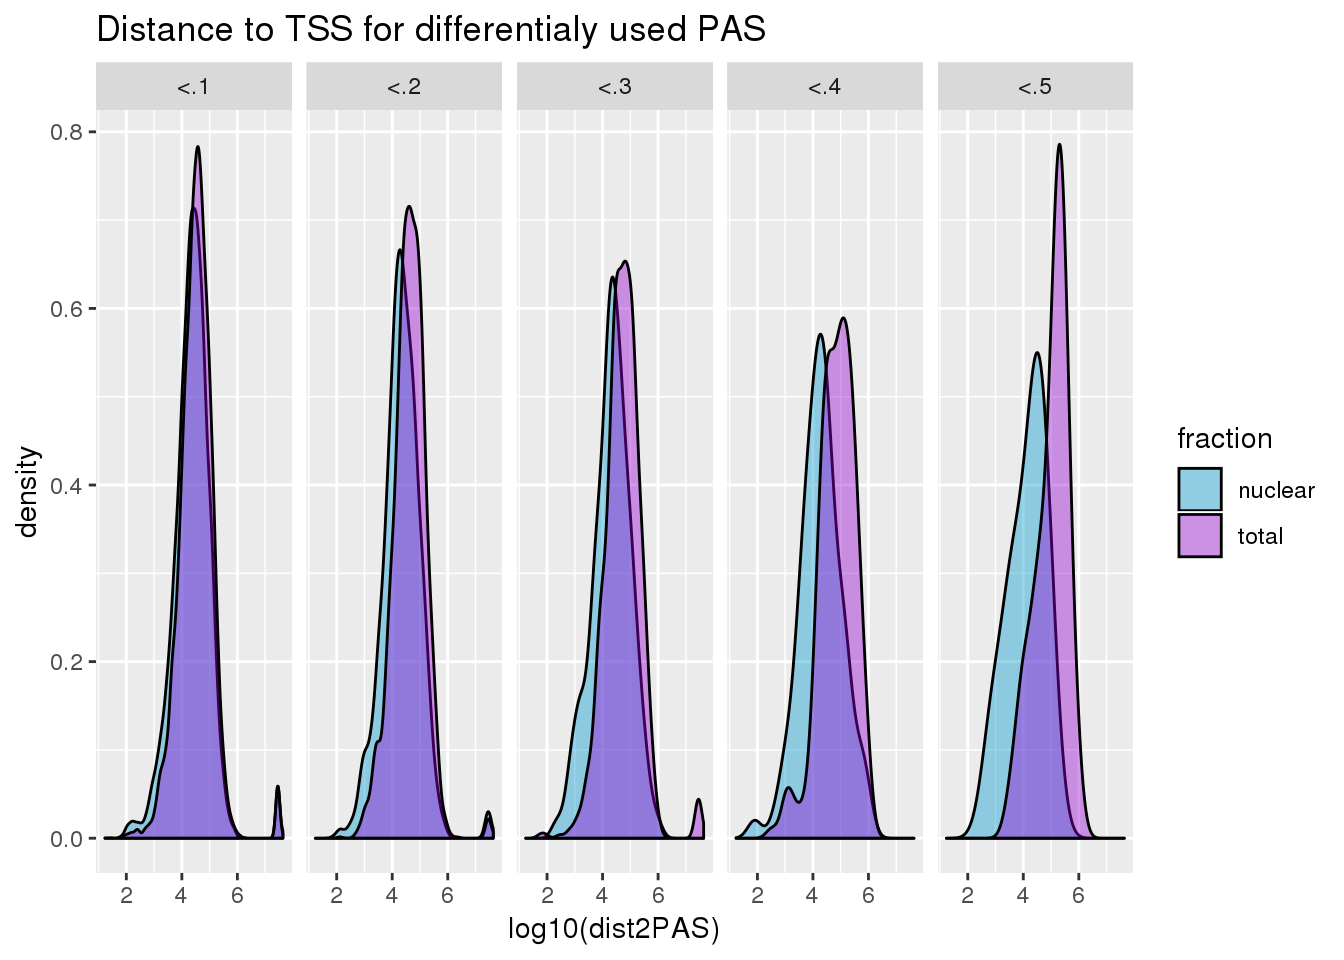 Distance to TSS for differentialy used PAS
<.1 <.2 <.3 <.4 <.5
0.8
0.6
0.4
0.2
0.0
density
2 4 6 2 4 6 2 4 6 2 4 6 2 4 6
log10(dist2PAS)
fraction
nuclear
total